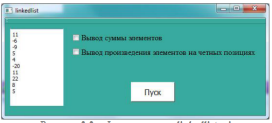 linkedlist
11
-6
-9
5
4
-20
11
22
8
5
Вывод суммы элементов
Вывод произведения элементов на четных позициях
Пуск